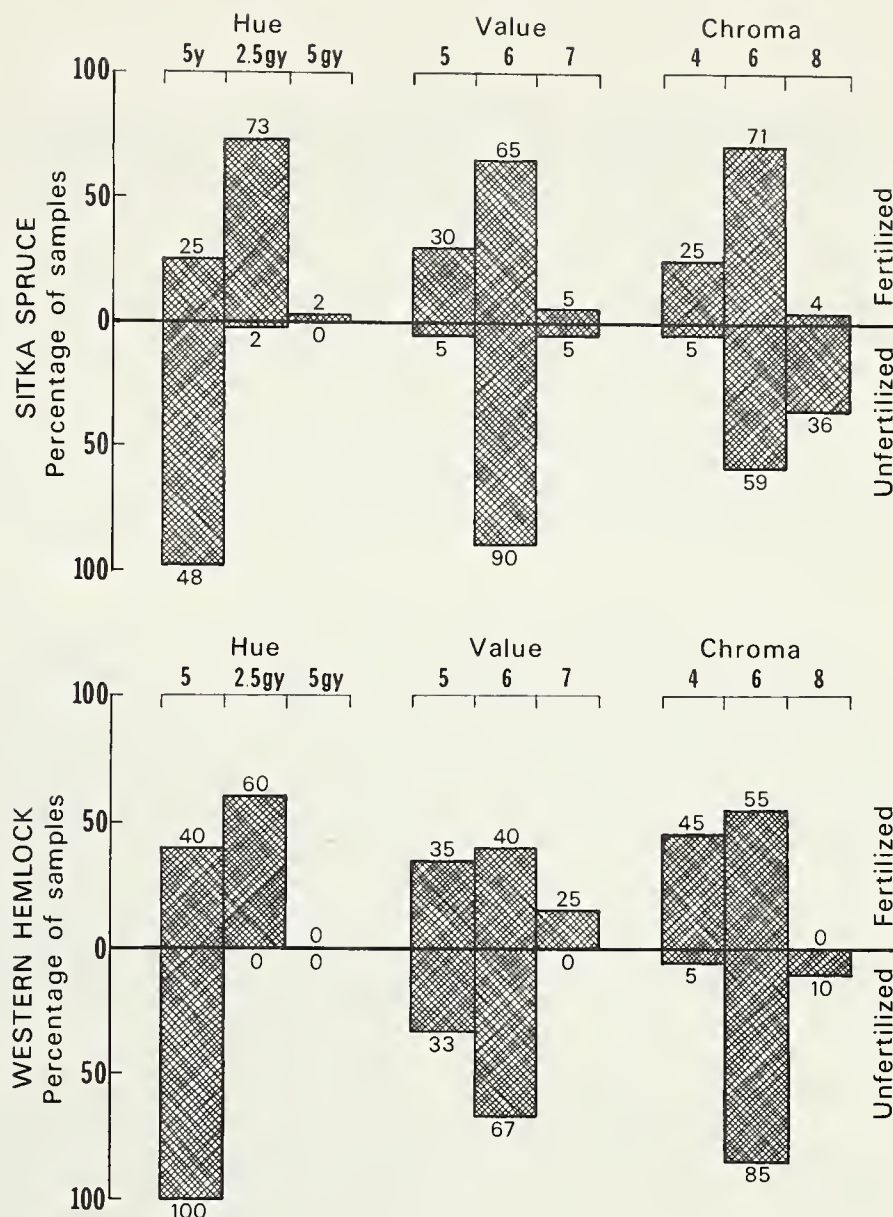 Hue Value Chroma
5y 2.5gy 5gy 5 6 7 4 6 8
100
73 65 71
50
25 30 25
2 5 4
0
2 0 5 5 5
36
50
59
90
100
48
SITKA SPRUCE
Percentage of samples
Fertilized
Unfertilized
Hue Value Chroma
5 2.5gy 5gy 5 6 7 4 6 8
100
60 55
50
40 35 40 45
25
0 0
0
0 0 0 5 10
33
50
67
85
100
100
WESTERN HEMLOCK
Percentage of samples
Fertilized
Unfertilized